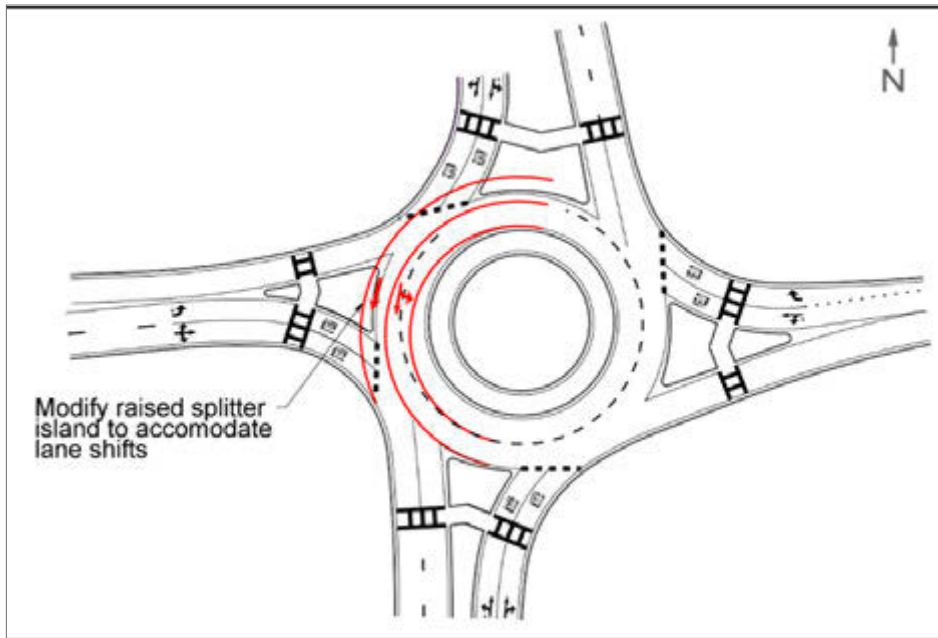 N
Modify raised splitter
island to accomodate
lane shifts